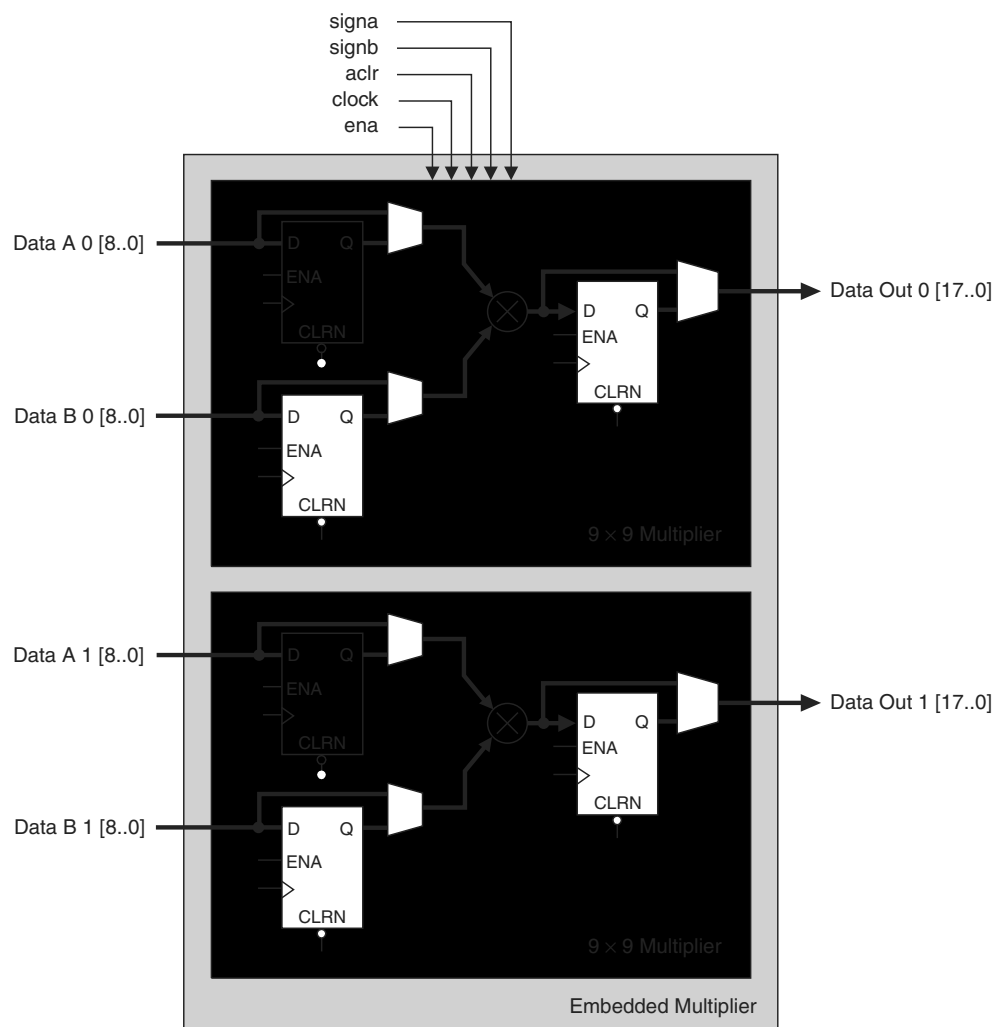 signa
signb
aclr
clock
ena
Data A 0 [8..0]
D Q
ENA
CLRN
Data Out 0 [17..0]
D Q
ENA
CLRN
Data B 0 [8..0]
D Q
ENA
CLRN
9 × 9 Multiplier
Data A 1 [8..0]
D Q
ENA
CLRN
Data Out 1 [17..0]
D Q
ENA
CLRN
Data B 1 [8..0]
D Q
ENA
CLRN
9 × 9 Multiplier
Embedded Multiplier